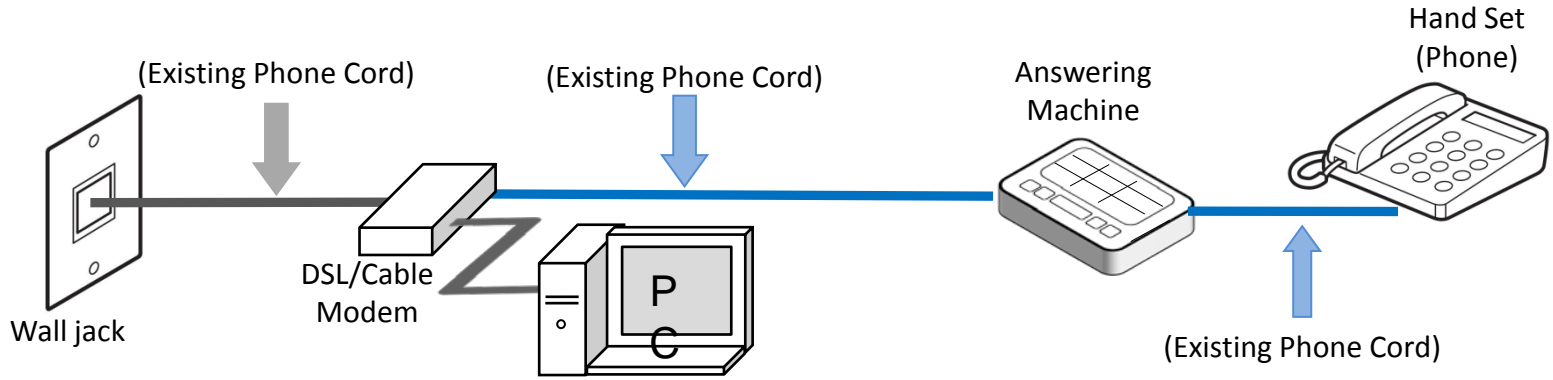 (Existing Phone Cord)
(Existing Phone Cord)
Answering
Machine
Hand Set
(Phone)
DSL/Cable
Modem
P
C
Wall jack
(Existing Phone Cord)